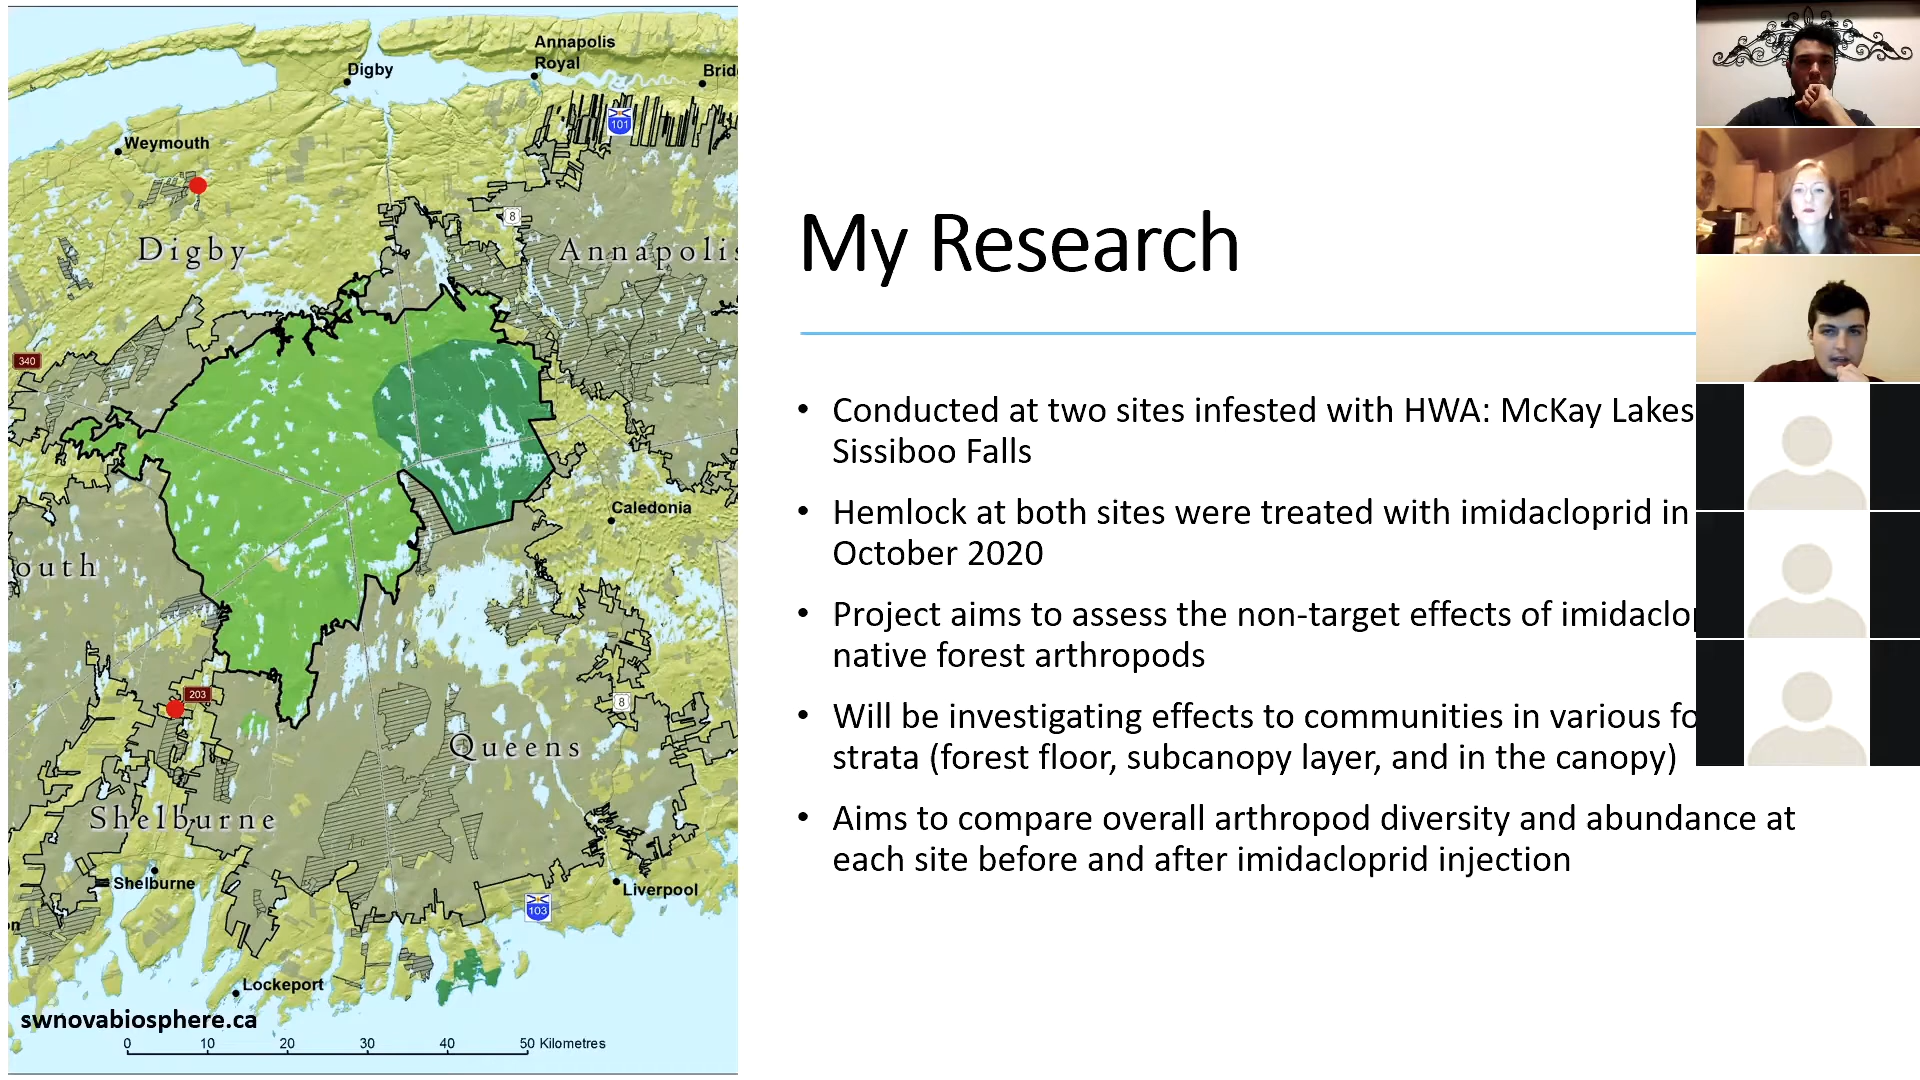 Annapolis
Royal
Digby
Brid
101
Weymouth
8
Digby
Annapolis
340
Caledonia
outh
203
8
Queens
Shelburne
Shelburne
Liverpool
103
Lockeport
swnovabiosphere.ca
0 10 20 30 40 50 Kilometres
My Research
• Conducted at two sites infested with HWA: McKay Lakes
Sissiboo Falls
• Hemlock at both sites were treated with imidacloprid in
October 2020
• Project aims to assess the non-target effects of imidaclo
native forest arthropods
• Will be investigating effects to communities in various fo
strata (forest floor, subcanopy layer, and in the canopy)
• Aims to compare overall arthropod diversity and abundance at
each site before and after imidacloprid injection